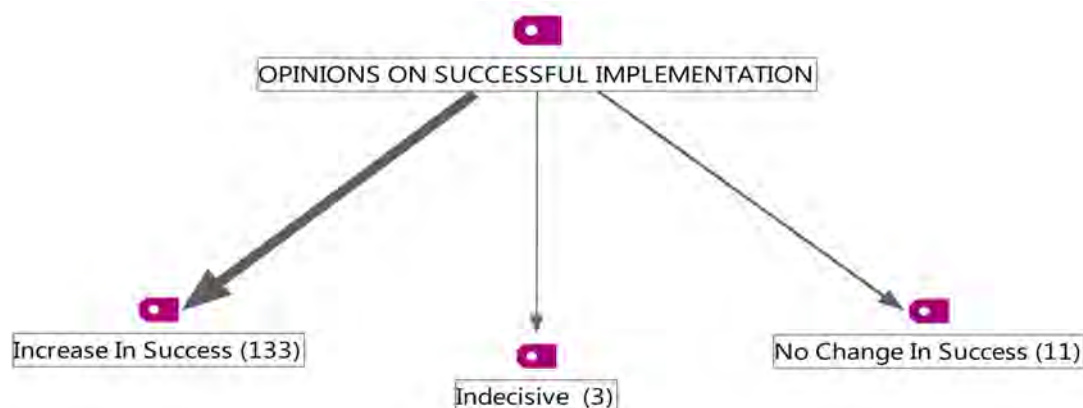 OPINIONS ON SUCCESSFUL IMPLEMENTATION
Increase In Success (133)
Indecisive (3)
No Change In Success (11)